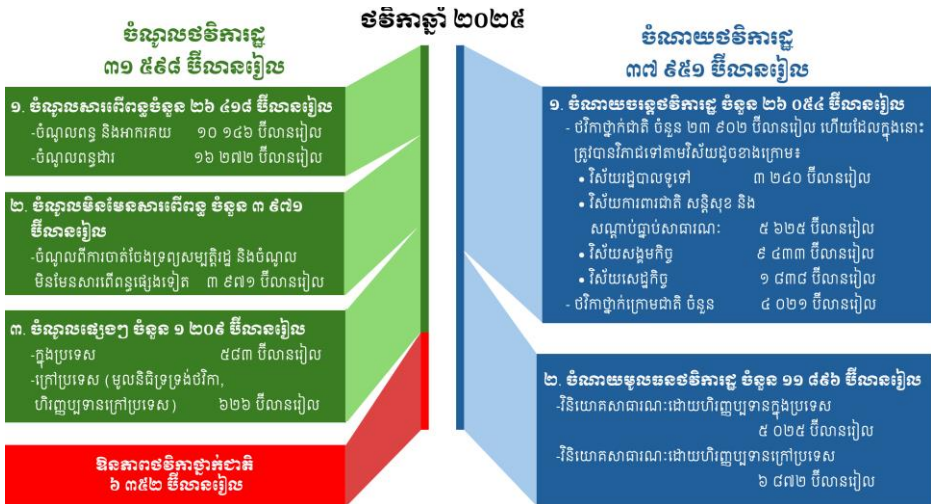 ថវិកាឆ្នាំ ២០២៥
ចំណូលថវិការដ្ឋ
៣១ ៥៩៨ ប៊ីលានរៀល
១. ចំណូលសារពើពន្ធចំនួន ២៦ ៤១៨ ប៊ីលានរៀល
-ចំណូលពន្ធ និងអាករគយ ១០ ១៤៦ ប៊ីលានរៀល
-ចំណូលពន្ធដារ ១៦ ២៧២ ប៊ីលានរៀល
២. ចំណូលមិនមែនសារពើពន្ធ ចំនួន ៣ ៩៧១
ប៊ីលានរៀល
-ចំណូលពីការចាត់ចែងទ្រព្យសម្បត្តិរដ្ឋ និងចំណូល
មិនមែនសារពើពន្ធផ្សេងទៀត ៣ ៩៧១ ប៊ីលានរៀល
៣. ចំណូលផ្សេងៗ ចំនួន ១ ២០៩ ប៊ីលានរៀល
-ក្នុងប្រទេស ៥៨៣ ប៊ីលានរៀល
-ក្រៅប្រទេស (មូលនិធិទ្រទ្រង់ថវិកា,
ហិរញ្ញប្បទានក្រៅប្រទេស) ៦២៦ ប៊ីលានរៀល
ឱនភាពថវិកាថ្នាក់ជាតិ
៦ ៣៥២ ប៊ីលានរៀល
ចំណាយថវិការដ្ឋ
៣៧ ៩៥១ ប៊ីលានរៀល
១. ចំណាយចរន្តថវិការដ្ឋ ចំនួន ២៦ ០៥៤ ប៊ីលានរៀល
- ថវិកាថ្នាក់ជាតិ ចំនួន ២៣ ៩០២ ប៊ីលានរៀល ហើយដែលក្នុងនោះ
ត្រូវបានវិភាជទៅតាមវិស័យដូចខាងក្រោម៖
• វិស័យរដ្ឋបាលទូទៅ ៣ ២៤០ ប៊ីលានរៀល
• វិស័យការពារជាតិ សន្តិសុខ និង
សណ្តាប់ធ្នាប់សាធារណៈ ៥ ៦២៥ ប៊ីលានរៀល
• វិស័យសង្គមកិច្ច ៩ ៤៣៣ ប៊ីលានរៀល
• វិស័យសេដ្ឋកិច្ច ១ ៨៣៨ ប៊ីលានរៀល
- ថវិកាថ្នាក់ក្រោមជាតិ ចំនួន ៤ ០២១ ប៊ីលានរៀល
២. ចំណាយមូលធនថវិការដ្ឋ ចំនួន ១១ ៨៩៦ ប៊ីលានរៀល
-វិនិយោគសាធារណៈដោយហិរញ្ញប្បទានក្នុងប្រទេស
៥ ០២៥ ប៊ីលានរៀល
-វិនិយោគសាធារណៈដោយហិរញ្ញប្បទានក្រៅប្រទេស
៦ ៨៧២ ប៊ីលានរៀល